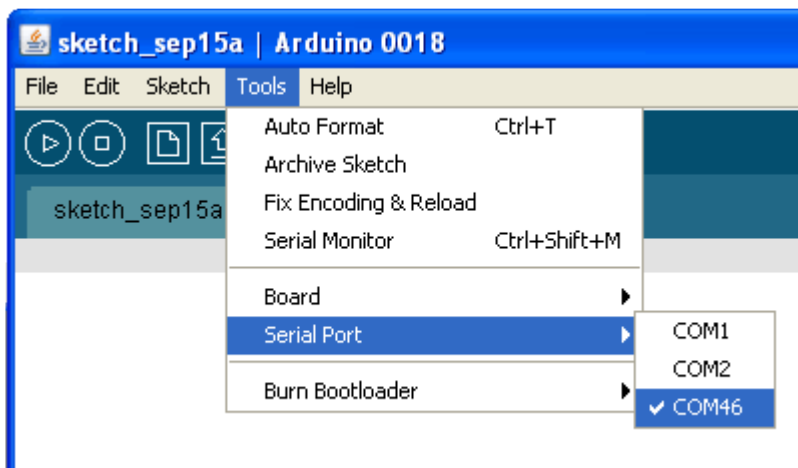 sketch_sep15a | Arduino 0018
File Edit Sketch Tools Help
Auto Format Ctrl+T
Archive Sketch
sketch_sep15a
Fix Encoding & Reload
Serial Monitor Ctrl+Shift+M
Board
Serial Port
Burn Bootloader
COM1
COM2
COM46